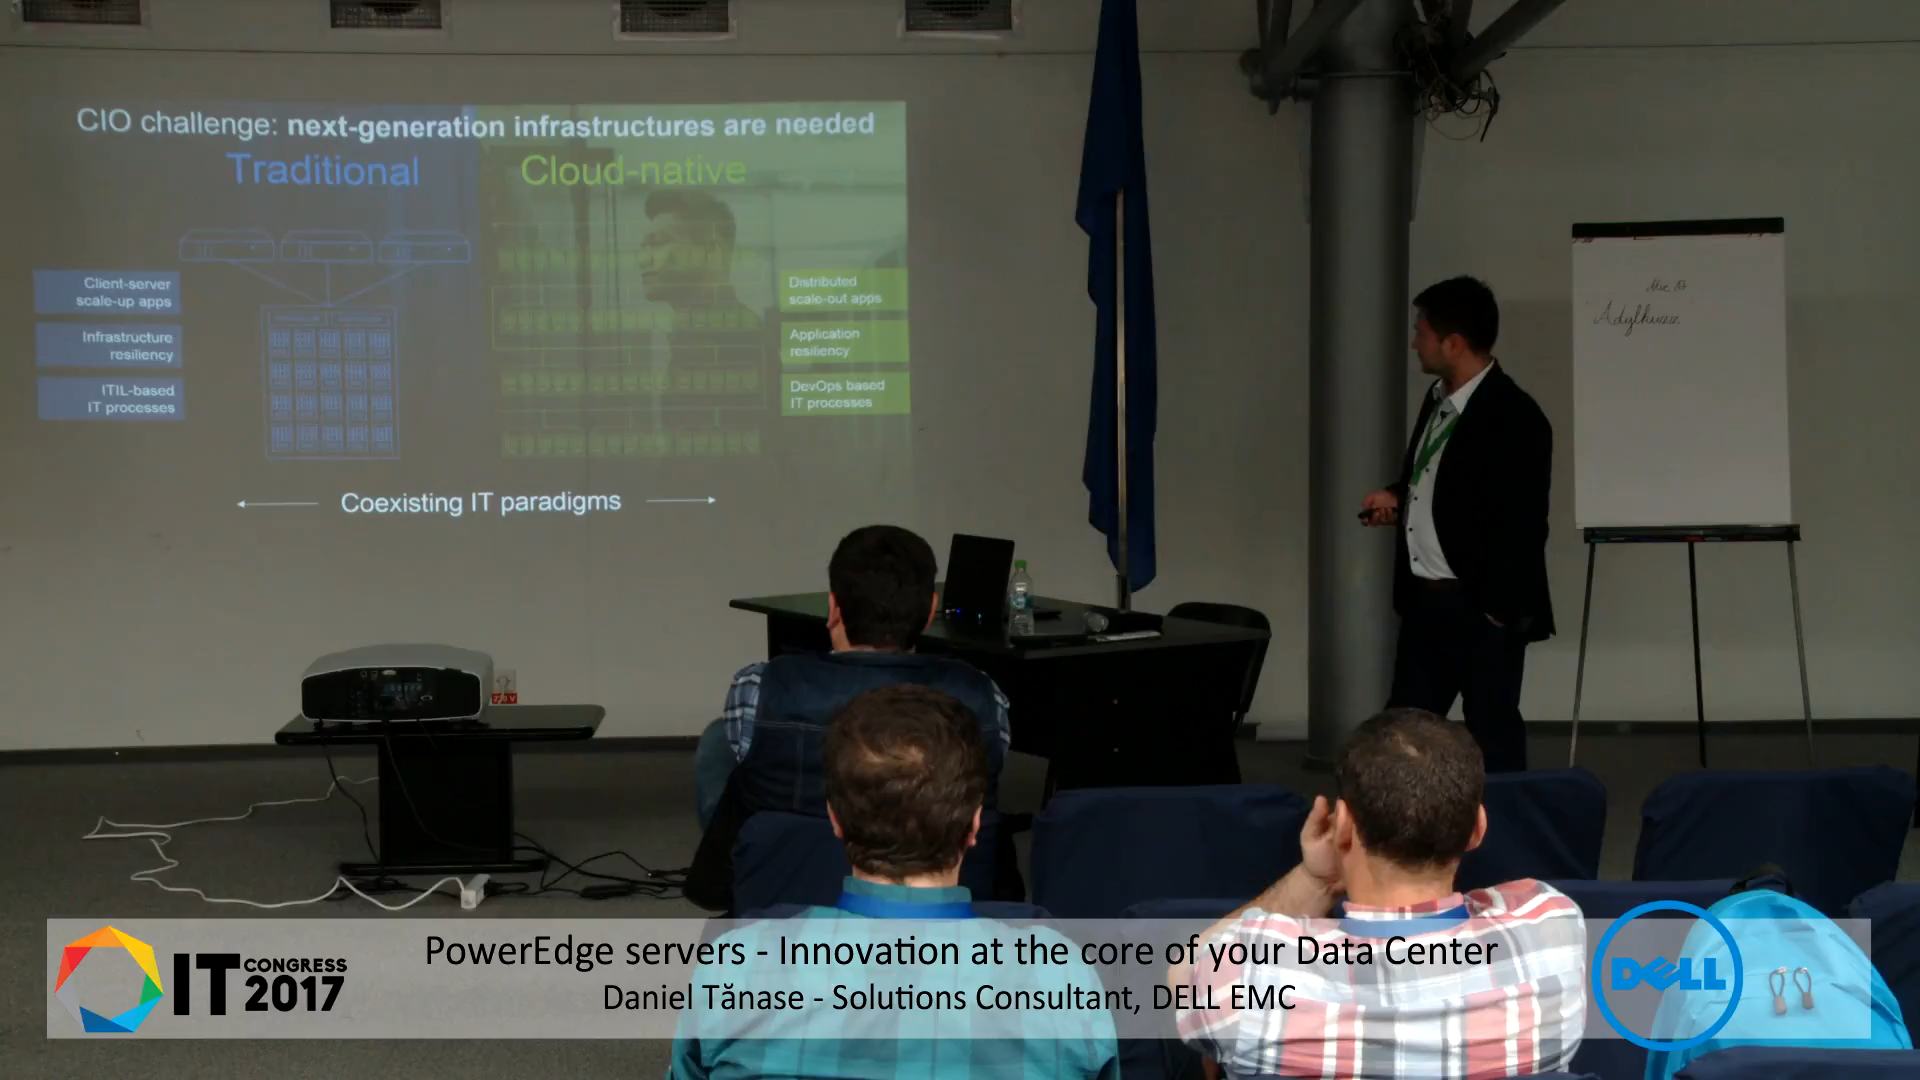 CIO challenge: next-generation infrastructures are needed
Traditional
Cloud-native
Client-server
scale-up apps
Infrastructure
resiliency
ITIL-based
IT processes
Distributed
scale-out apps
Application
resiliency
DevOps based
IT processes
Coexisting IT paradigms
Adylkuzz
220 V
IT CONGRESS
2017
PowerEdge servers - Innovation at the core of your Data Center
Daniel Tănase - Solutions Consultant, DELL EMC
DELL